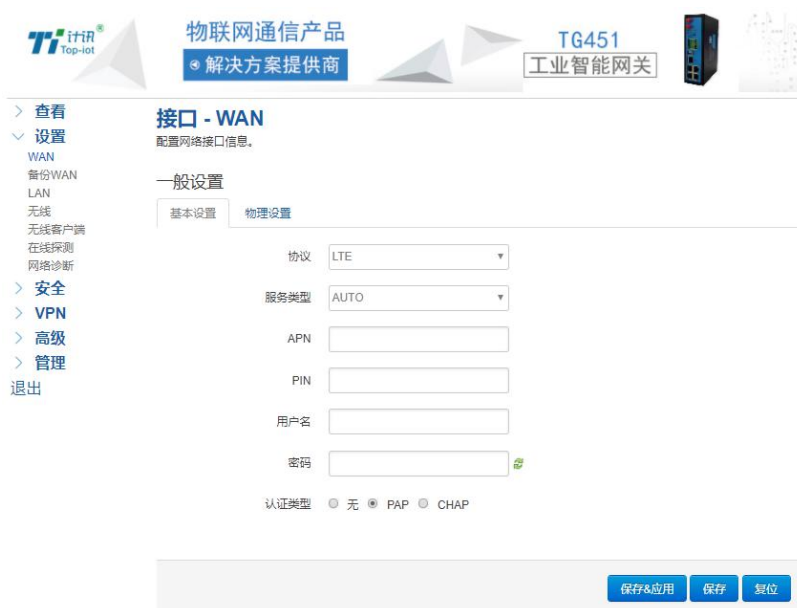 计讯®
Top-iot
物联网通信产品
解决方案提供商
TG451
工业智能网关
查看
设置
WAN
备份WAN
LAN
无线
无线客户端
在线探测
网络诊断
安全
VPN
高级
管理
退出
接口 - WAN
配置网络接口信息。
一般设置
基本设置 物理设置
协议 LTE
服务类型 AUTO
APN
PIN
用户名
密码
认证类型 无 PAP CHAP
保存&应用 保存 复位